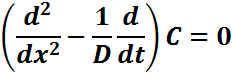 (d²/dx² − 1/D d/dt) C = 0